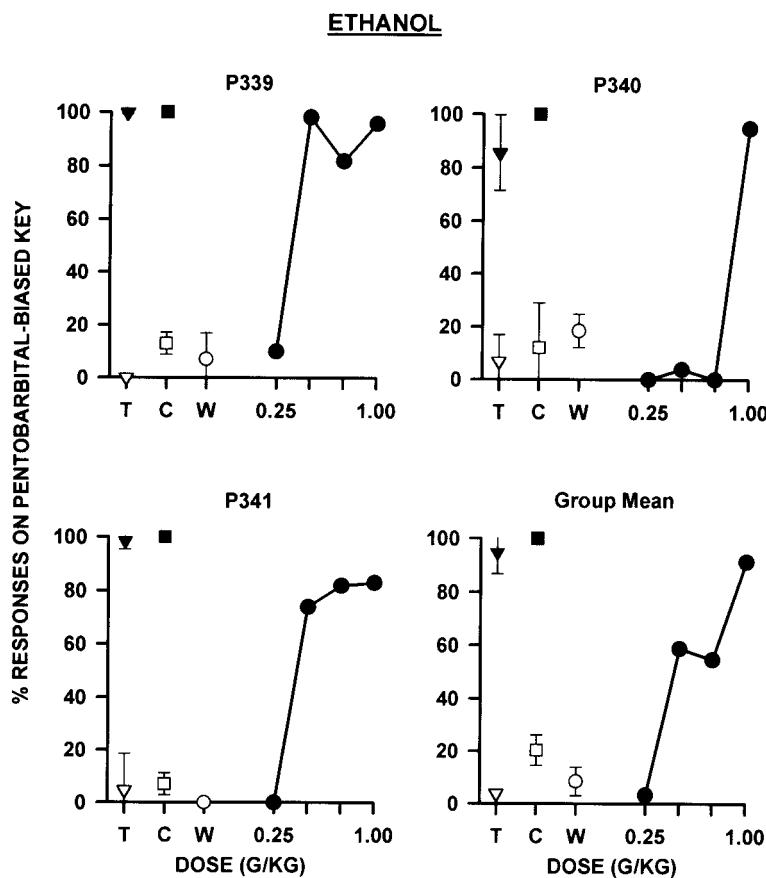 ETHANOL
% RESPONSES ON PENTOBARBITAL-BIASED KEY
P339
100
80
60
40
20
0
T C W 0.25 1.00
P340
100
80
60
40
20
0
T C W 0.25 1.00
P341
100
80
60
40
20
0
T C W 0.25 1.00
DOSE (G/KG)
Group Mean
100
80
60
40
20
0
T C W 0.25 1.00
DOSE (G/KG)